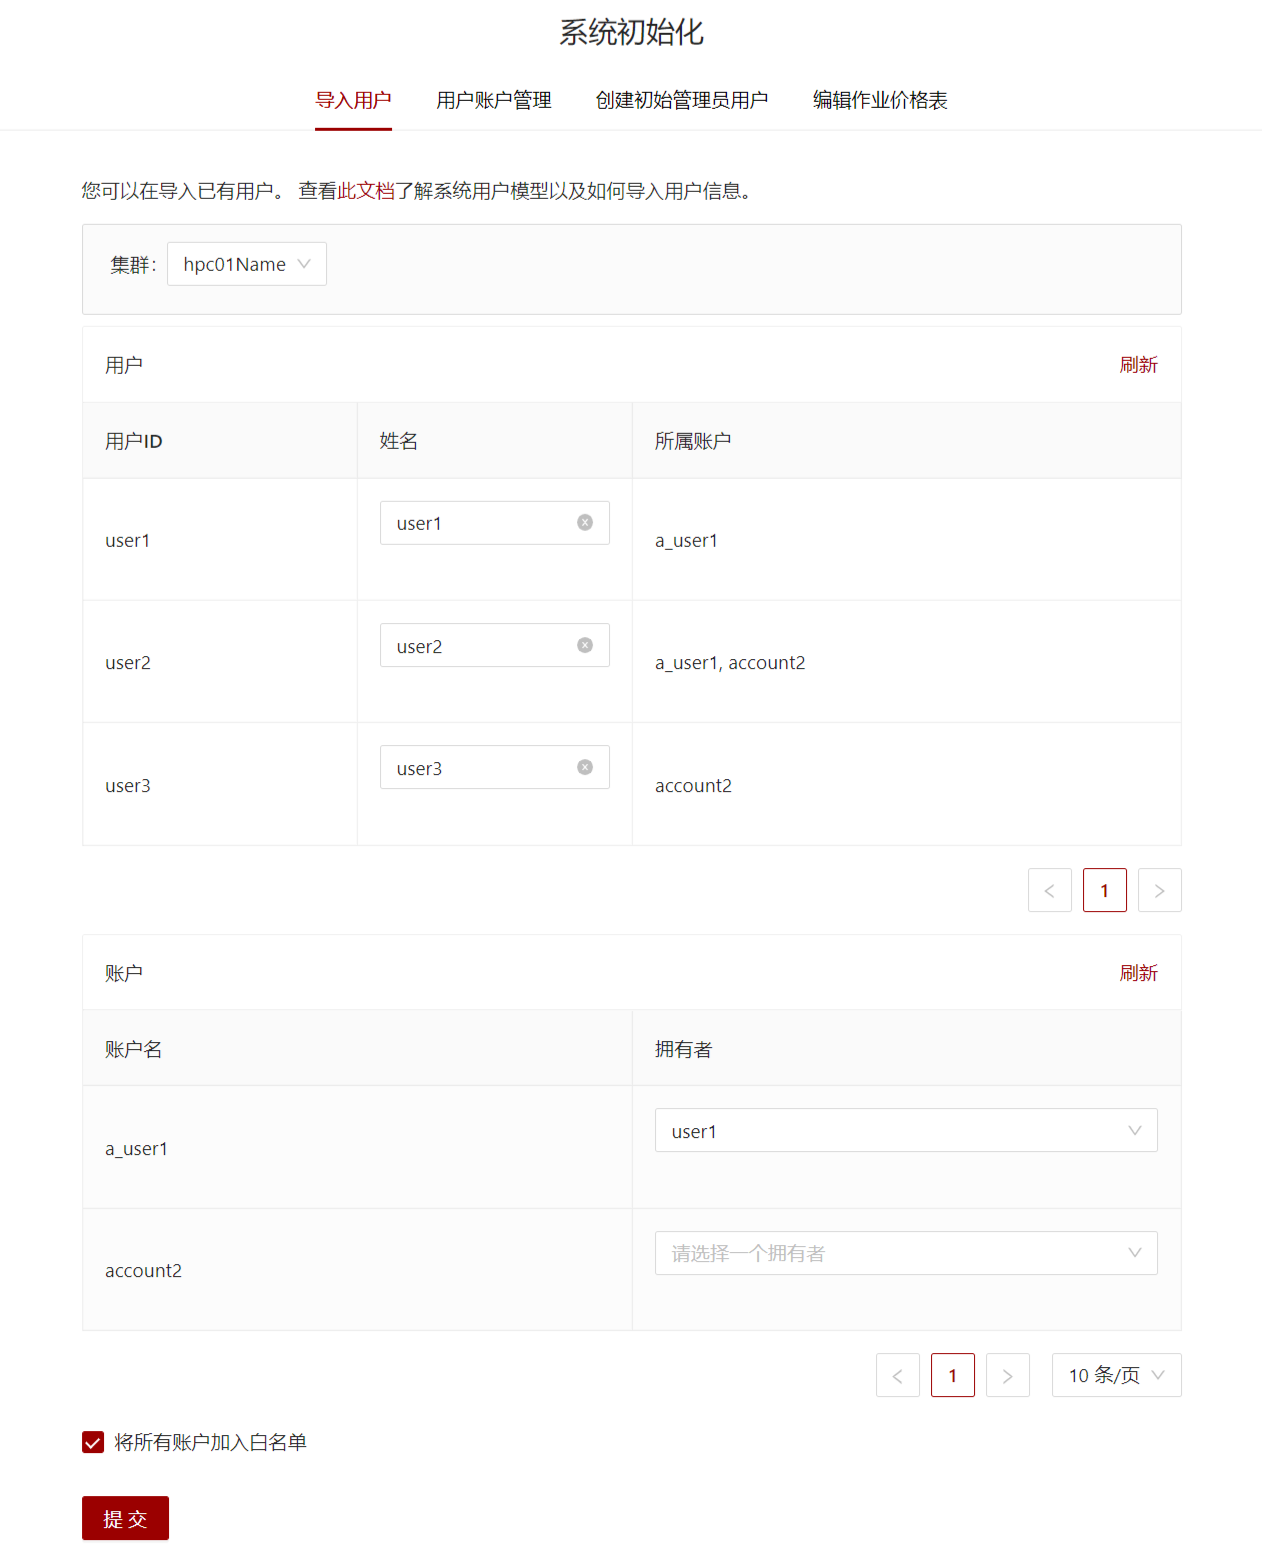 系统初始化
导入用户 用户账户管理 创建初始管理员用户 编辑作业价格表
您可以在导入已有用户。 查看此文档了解系统用户模型以及如何导入用户信息。
集群: hpc01Name
用户 刷新
用户ID 姓名 所属账户
user1 user1 a_user1
user2 user2 a_user1, account2
user3 user3 account2
< 1 >
账户 刷新
账户名 拥有者
a_user1 user1
account2 请选择一个拥有者
< 1 > 10 条/页
将所有账户加入白名单
提 交